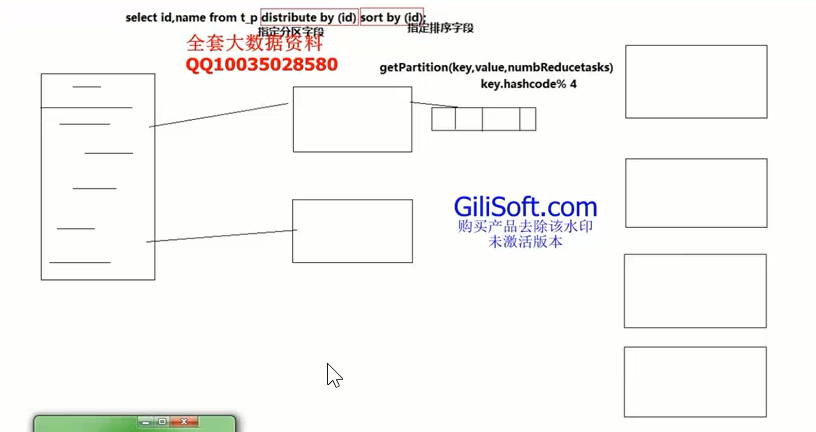 select id,name from t_p distribute by (id) sort by (id);
指定分区字段
指定排序字段
全套大数据资料
QQ10035028580
getPartition(key,value,numbReducetasks)
key.hashcode% 4
GiliSoft.com
购买产品去除该水印
未激活版本